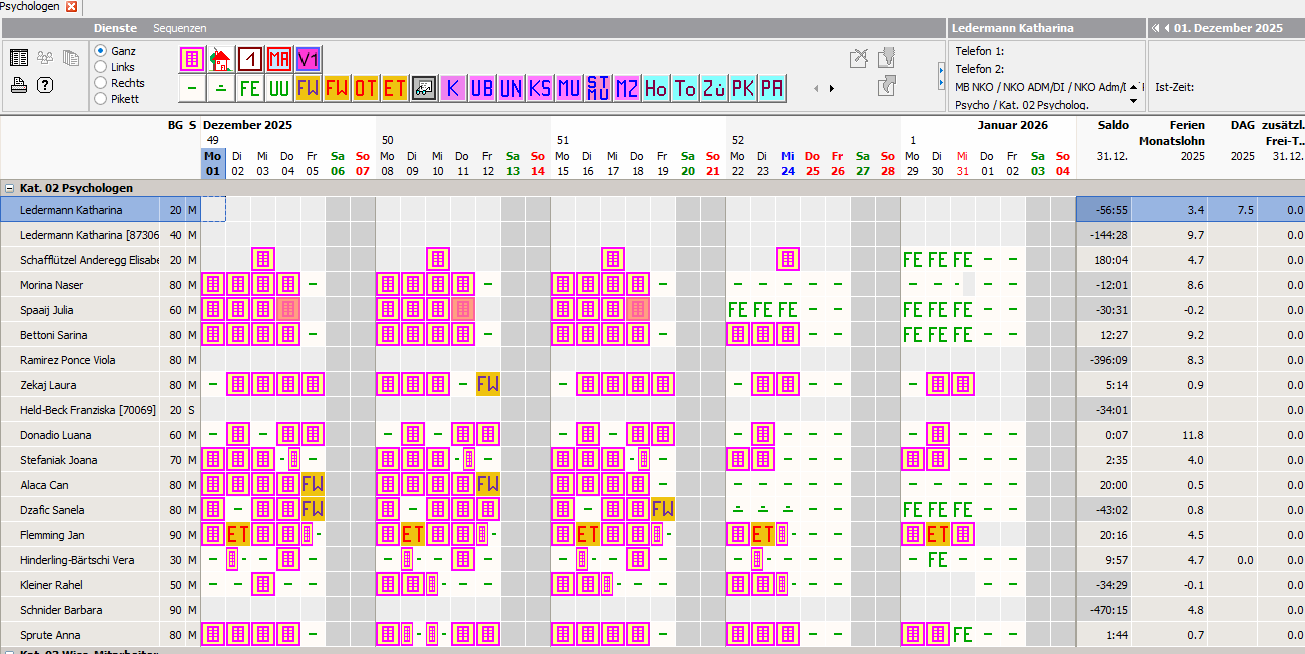 Psychologen
Dienste Sequenzen Ledermann Katharina 01. Dezember 2025
Ganz 1 MA V1 Telefon 1:
Links Telefon 2:
Rechts - FE UU FW FW OT ET K UB UN KS MU STMU MZ Ho To Zü PK PA MB NKO / NKO ADM/DI / NKO Adm/I Ist-Zeit:
Pikett Psycho / Kat. 02 Psycholog.
BG S Dezember 2025 Januar 2026 Saldo Ferien DAG zusätzl.
49 50 51 52 1 Monatslohn Frei-T..
Mo Di Mi Do Fr Sa So Mo Di Mi Do Fr Sa So Mo Di Mi Do Fr Sa So Mo Di Mi Do Fr Sa So Mo Di Mi Do Fr Sa So 31.12. 2025 2025 31.12.
01 02 03 04 05 06 07 08 09 10 11 12 13 14 15 16 17 18 19 20 21 22 23 24 25 26 27 28 29 30 31 01 02 03 04
Kat. 02 Psychologen
Ledermann Katharina 20 M -56:55 3.4 7.5 0.0
Ledermann Katharina [87306 40 M -144:28 9.7 0.0
Schafflützel Anderegg Elisabe 20 M FE FE FE - - 180:04 4.7 0.0
Morina Naser 80 M - - - - - - - - - - - - - -12:01 8.6 0.0
Spaaij Julia 60 M FE FE FE - - FE FE FE - - -30:31 -0.2 0.0
Bettoni Sarina 80 M - - - - - FE FE FE - - 12:27 9.2 0.0
Ramirez Ponce Viola 80 M -396:09 8.3 0.0
Zekaj Laura 80 M - - FW - - - - - - - 5:14 0.9 0.0
Held-Beck Franziska [70069] 20 S -34:01 0.0
Donadio Luana 60 M - - - - - - - - - - - - - - 0:07 11.8 0.0
Stefaniak Joana 70 M - - - - - - - - - - - - 2:35 4.0 0.0
Alaca Can 80 M FW FW - - - - - - - - - - - 20:00 0.5 0.0
Dzafic Sanela 80 M - FW - - FW - - FE FE FE - - -43:02 0.8 0.0
Flemming Jan 90 M ET - ET - ET - ET - - - ET - - 20:16 4.5 0.0
Hinderling-Bärtschi Vera 30 M - - - - - - - - - - - - - - - - - - FE - - - 9:57 4.7 0.0 0.0
Kleiner Rahel 50 M - - - - - - - - - - - - - - - -34:29 -0.1 0.0
Schnider Barbara 90 M -470:15 4.8 0.0
Sprute Anna 80 M - - - - - - FE - - 1:44 0.7 0.0